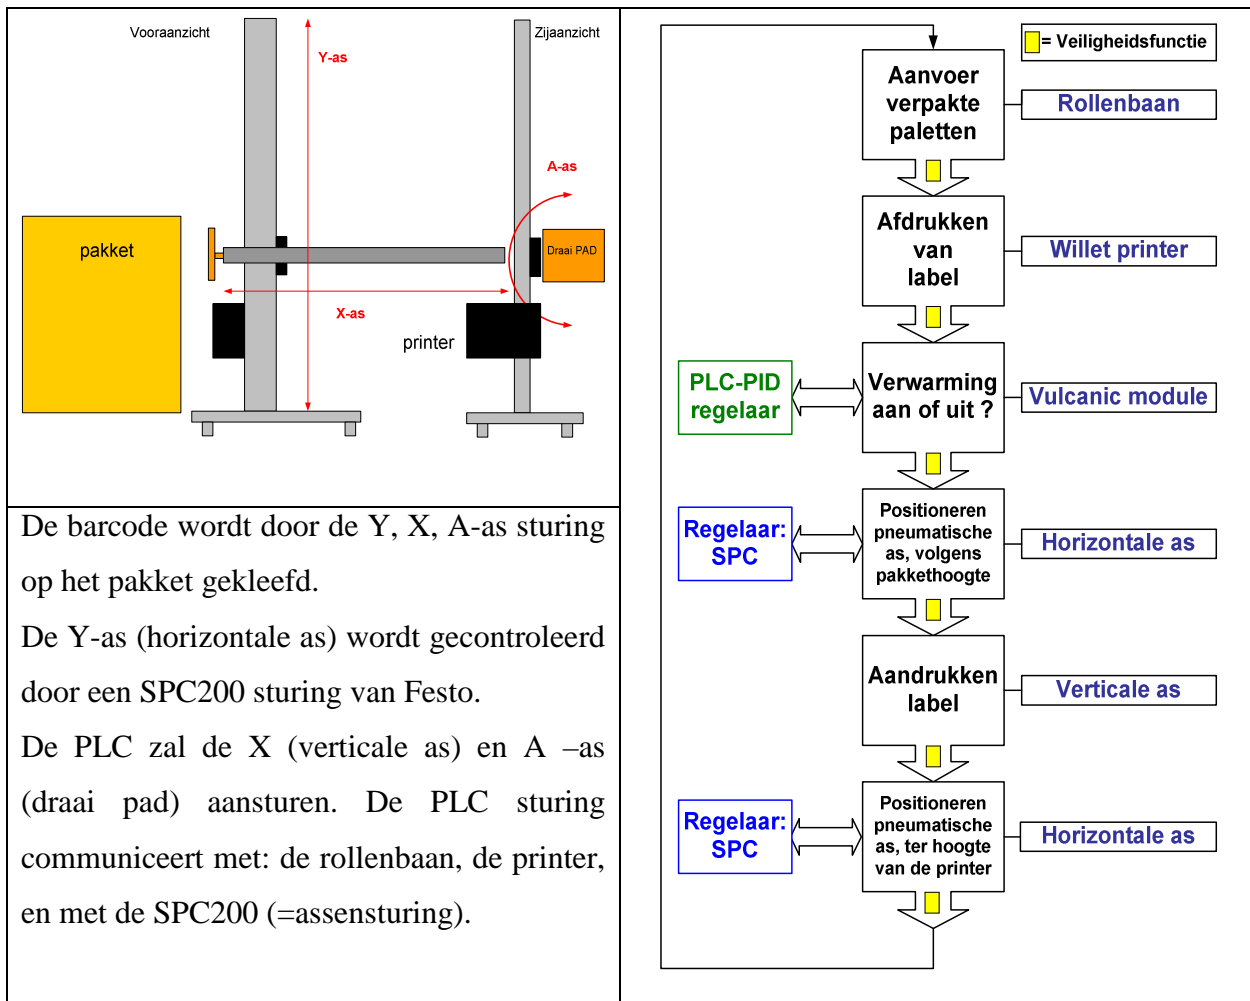 Vooraanzicht
Zijaanzicht
Y-as
A-as
pakket
Draai PAD
X-as
printer
De barcode wordt door de Y, X, A-as sturing
op het pakket gekleefd.
De Y-as (horizontale as) wordt gecontroleerd
door een SPC200 sturing van Festo.
De PLC zal de X (verticale as) en A –as
(draai pad) aansturen. De PLC sturing
communiceert met: de rollenbaan, de printer,
en met de SPC200 (=assensturing).
= Veiligheidsfunctie
Aanvoer
verpakte
paletten
Rollenbaan
Afdrukken
van
label
Willet printer
PLC-PID
regelaar
Verwarming
aan of uit ?
Vulcanic module
Regelaar:
SPC
Positioneren
pneumatische
as, volgens
pakkethoogte
Horizontale as
Aandrukken
label
Verticale as
Regelaar:
SPC
Positioneren
pneumatische
as, ter hoogte
van de printer
Horizontale as